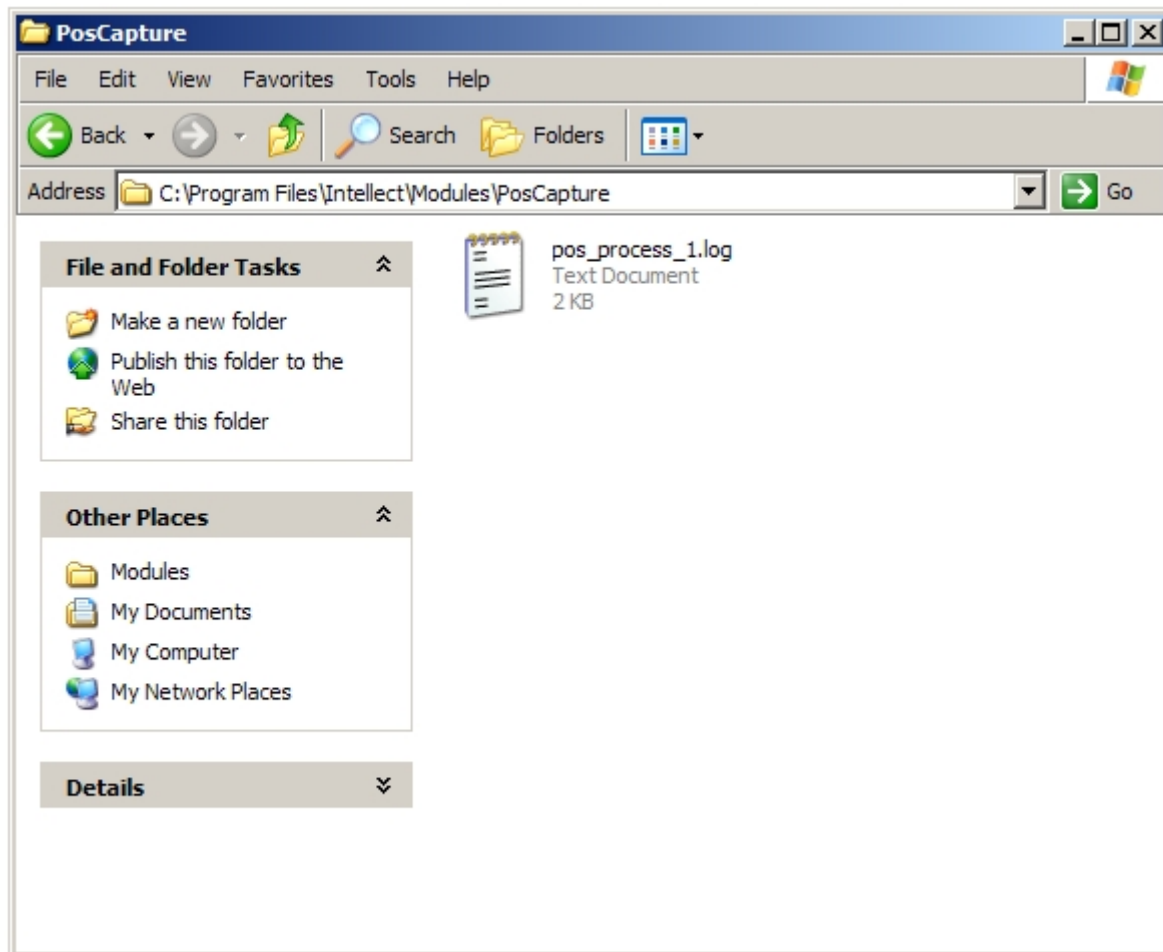 PosCapture
File Edit View Favorites Tools Help
Back Search Folders
Address C:\Program Files\Intellect\Modules\PosCapture Go
File and Folder Tasks
Make a new folder
Publish this folder to the
Web
Share this folder
Other Places
Modules
My Documents
My Computer
My Network Places
Details
pos_process_1.log
Text Document
2 KB